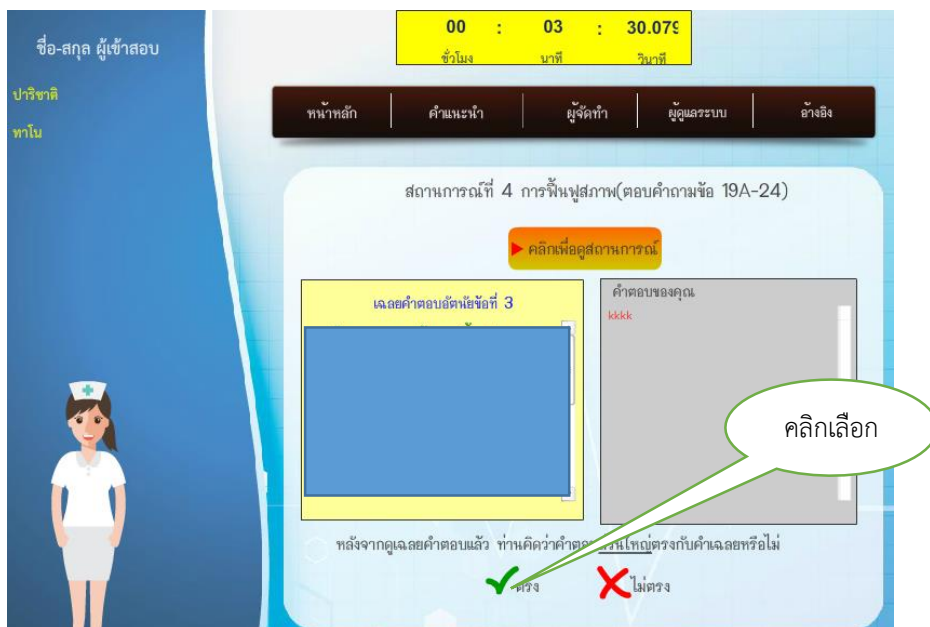 ชื่อ-สกุล ผู้เข้าสอบ
ปาริชาติ
ทาโน
00 : 03 : 30.079
ชั่วโมง นาที วินาที
หน้าหลัก คำแนะนำ ผู้จัดทำ ผู้ดูแลระบบ อ้างอิง
สถานการณ์ที่ 4 การฟื้นฟูสภาพ(ตอบคำถามข้อ 19A-24)
คลิกเพื่อดูสถานการณ์
เฉลยคำตอบอัตนัยข้อที่ 3
คำตอบของคุณ
kkkk
คลิกเลือก
หลังจากดูเฉลยคำตอบแล้ว ท่านคิดว่าคำตอบส่วนใหญ่ตรงกับคำเฉลยหรือไม่
ตรง ไม่ตรง